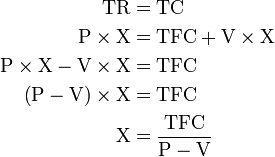 TR = TC
P × X = TFC + V × X
P × X − V × X = TFC
(P − V) × X = TFC
X = TFC / P − V